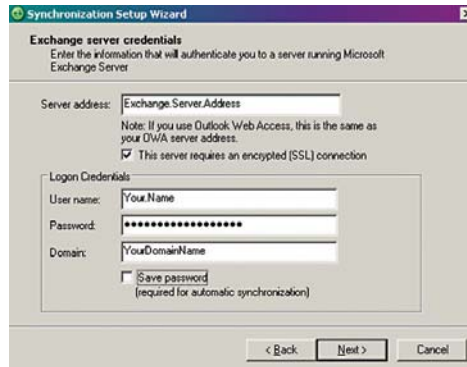 Synchronization Setup Wizard
Exchange server credentials
Enter the information that will authenticate you to a server running Microsoft
Exchange Server
Server address: Exchange.Server.Address
Note: If you use Outlook Web Access, this is the same as
your OWA server address.
This server requires an encrypted (SSL) connection
Logon Credentials
User name: Your.Name
Password: ••••••••••••••••••
Domain: YourDomainName
Save password
(required for automatic synchronization)
< Back Next > Cancel